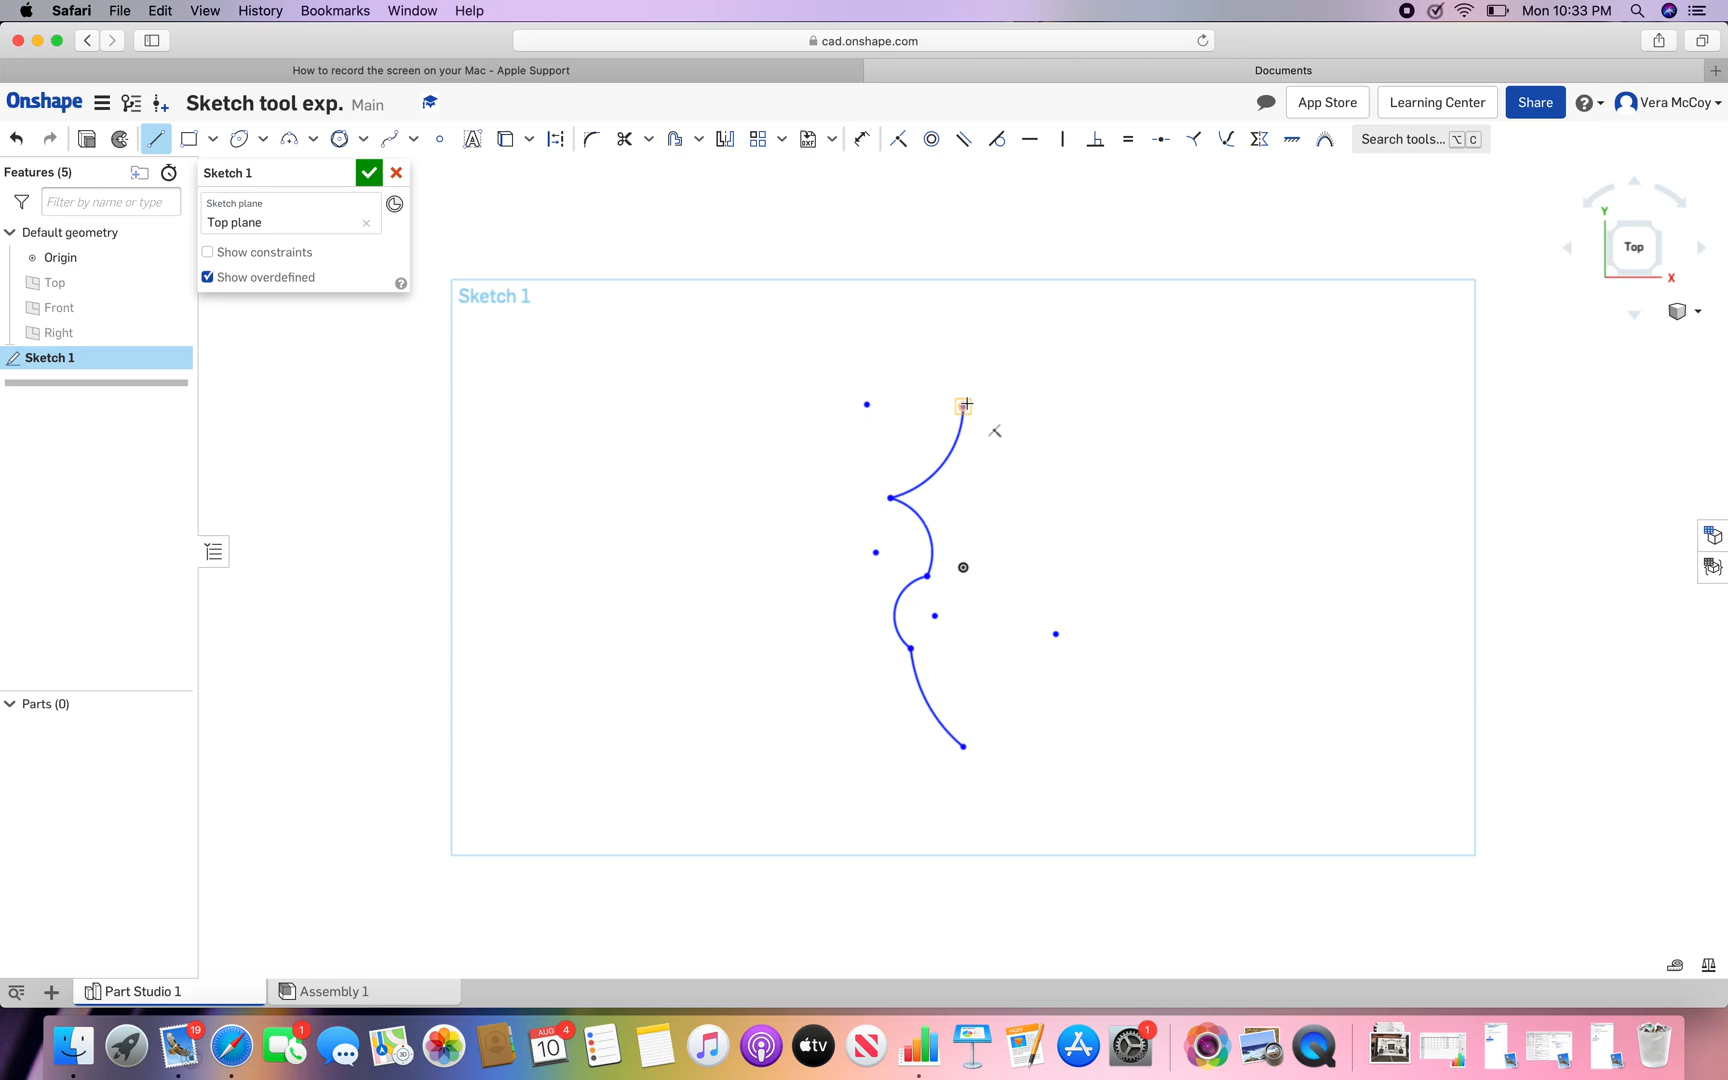 Safari File Edit View History Bookmarks Window Help Mon 10:33 PM
cad.onshape.com
How to record the screen on your Mac - Apple Support Documents
Onshape Sketch tool exp. Main App Store Learning Center Share Vera McCoy
Search tools... ⌥ C
Features (5)
Sketch 1
Filter by name or type
Sketch plane
Top plane
Default geometry
Show constraints
Origin
Show overdefined
Top
Front
Right
Sketch 1
Sketch 1
Y
Top
X
Parts (0)
Part Studio 1 Assembly 1
19
1
AUG
10
4
tv
1